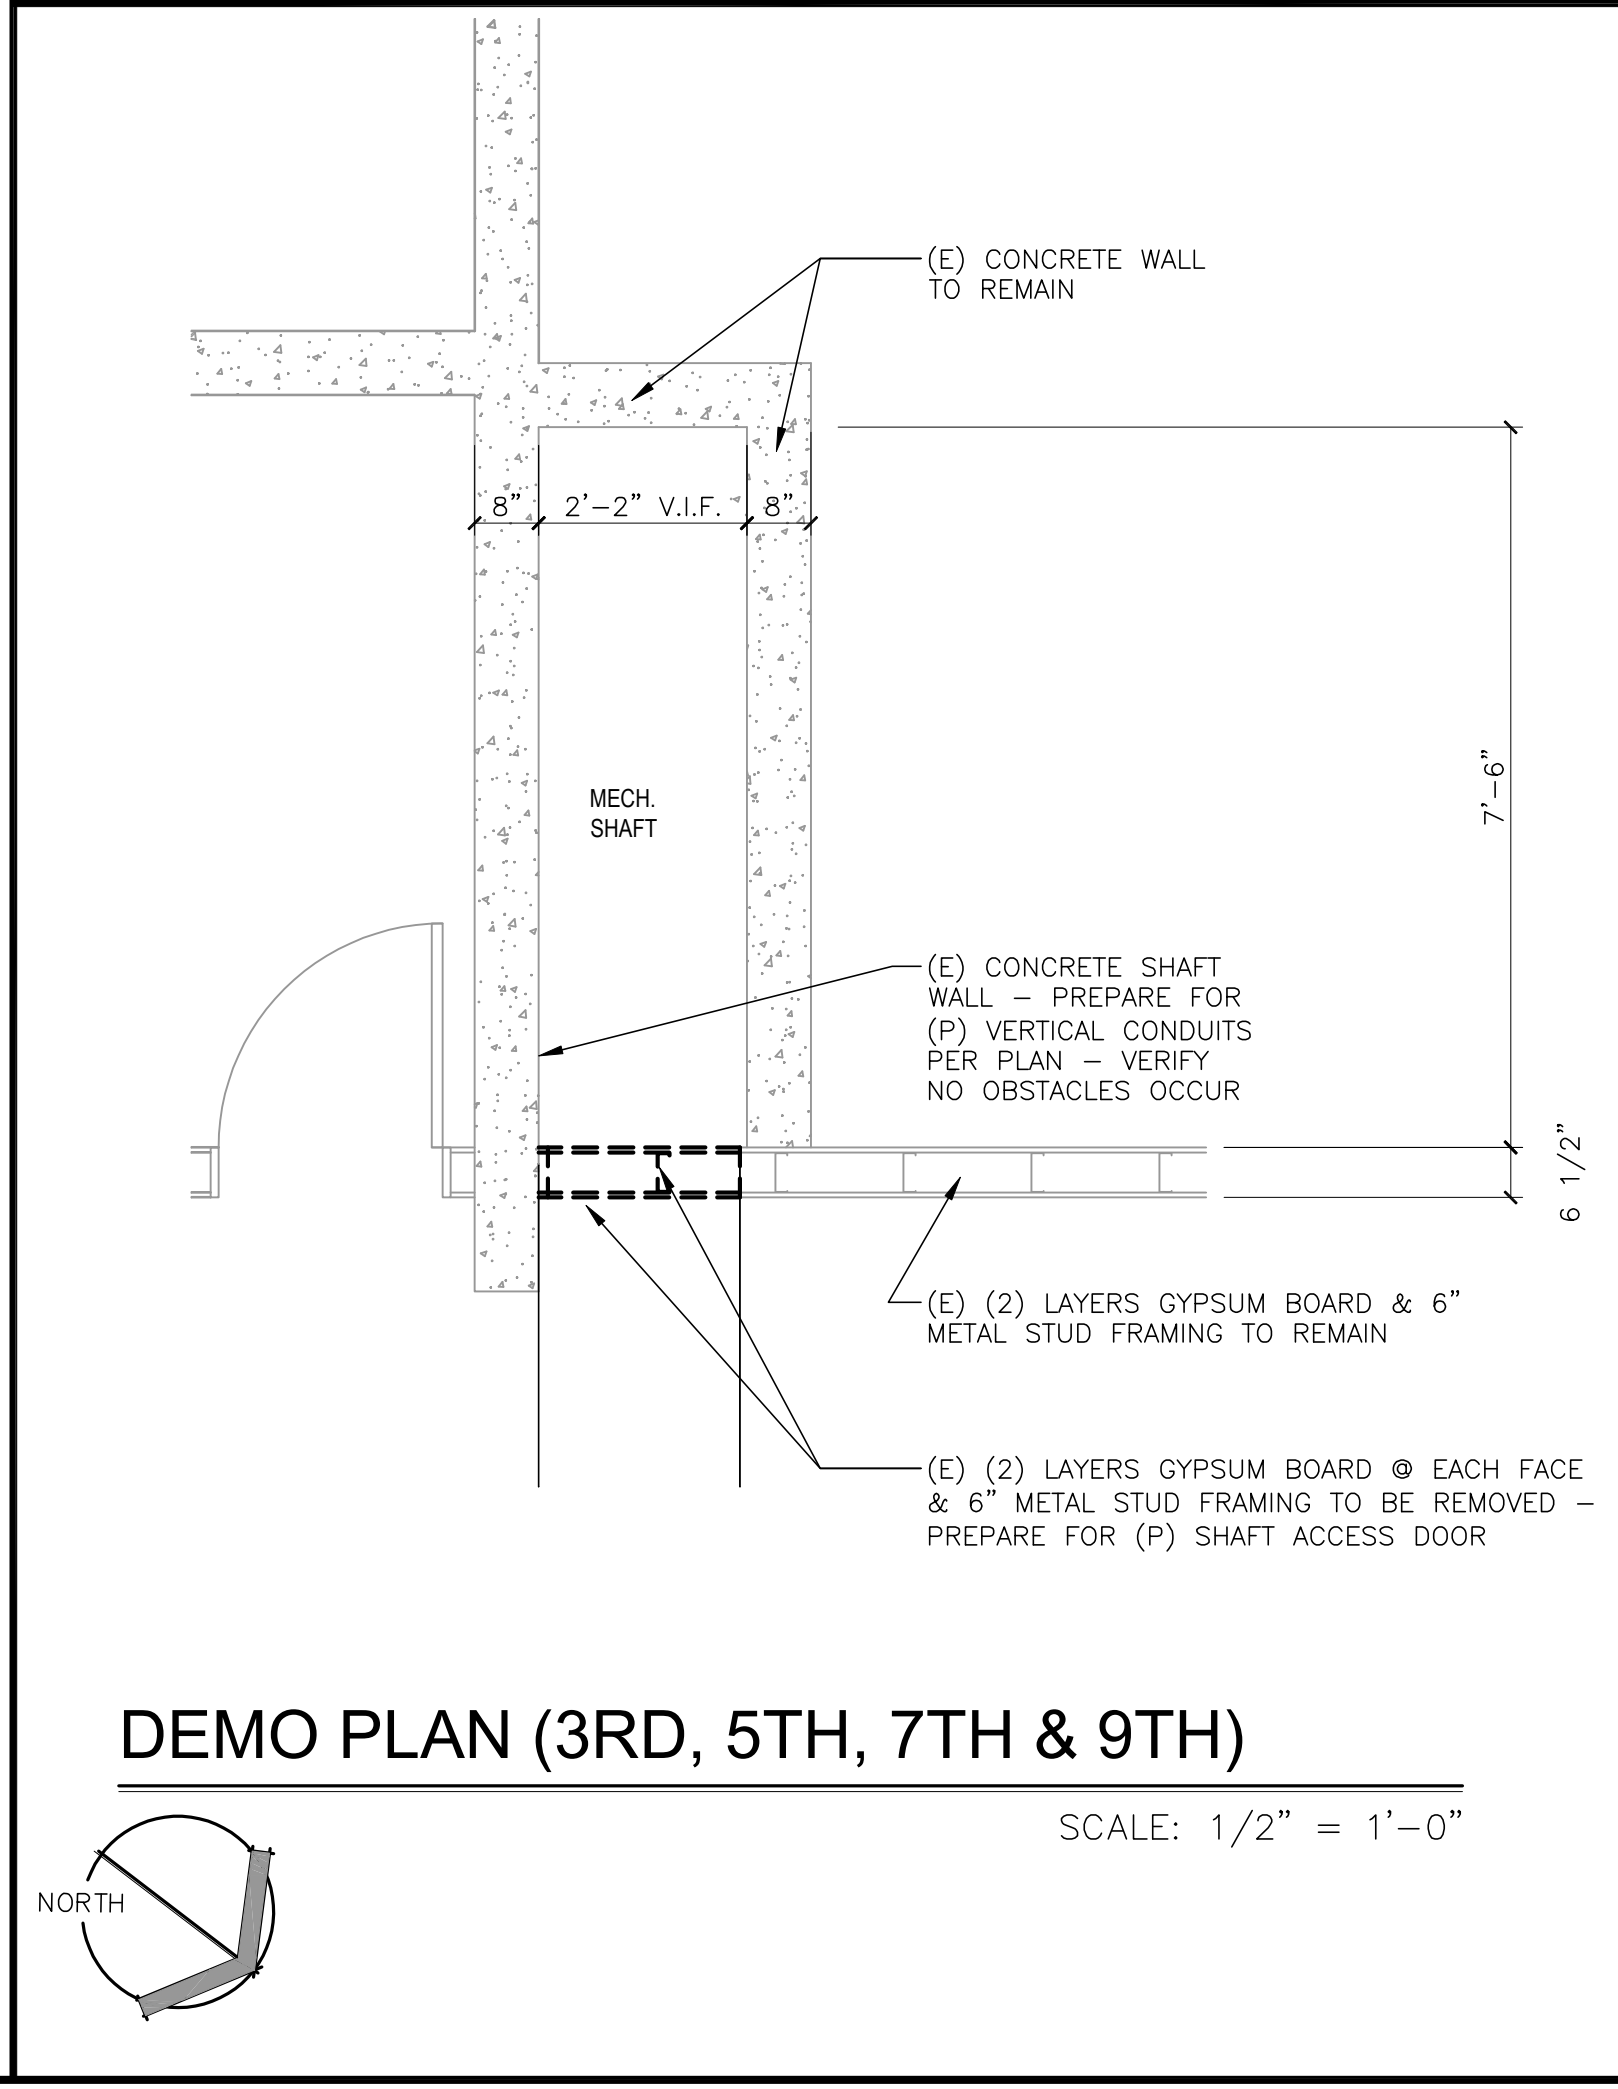 (E) CONCRETE WALL
TO REMAIN
8" 2'-2" V.I.F. 8"
7'-6"
MECH.
SHAFT
(E) CONCRETE SHAFT
WALL - PREPARE FOR
(P) VERTICAL CONDUITS
PER PLAN - VERIFY
NO OBSTACLES OCCUR
6 1/2"
(E) (2) LAYERS GYPSUM BOARD & 6"
METAL STUD FRAMING TO REMAIN
(E) (2) LAYERS GYPSUM BOARD @ EACH FACE
& 6" METAL STUD FRAMING TO BE REMOVED -
PREPARE FOR (P) SHAFT ACCESS DOOR
DEMO PLAN (3RD, 5TH, 7TH & 9TH)
SCALE: 1/2" = 1'-0"
NORTH